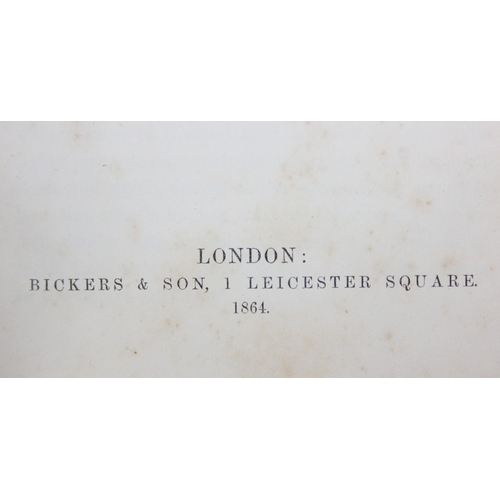 LONDON:
BICKERS & SON, 1 LEICESTER SQUARE.
1864.